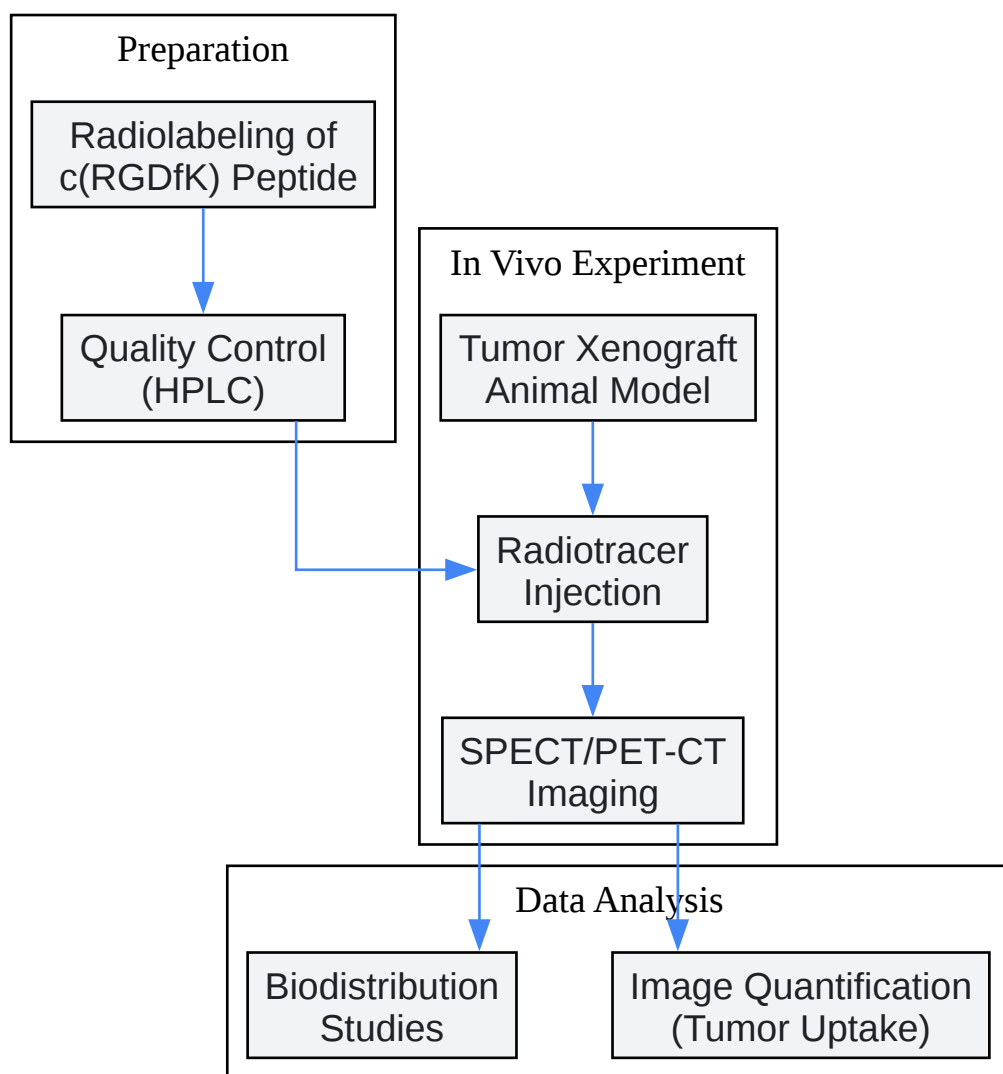 Preparation
Radiolabeling of
c(RGDfK) Peptide
Quality Control
(HPLC)
In Vivo Experiment
Tumor Xenograft
Animal Model
Radiotracer
Injection
SPECT/PET-CT
Imaging
Data Analysis
Biodistribution
Studies
Image Quantification
(Tumor Uptake)